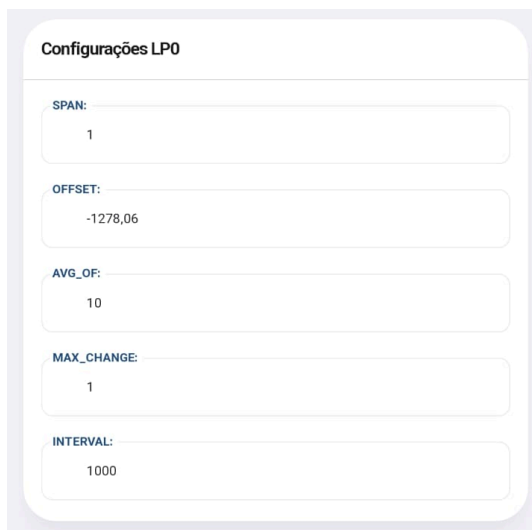 Configurações LP0
SPAN:
1
OFFSET:
-1278,06
AVG_OF:
10
MAX_CHANGE:
1
INTERVAL:
1000